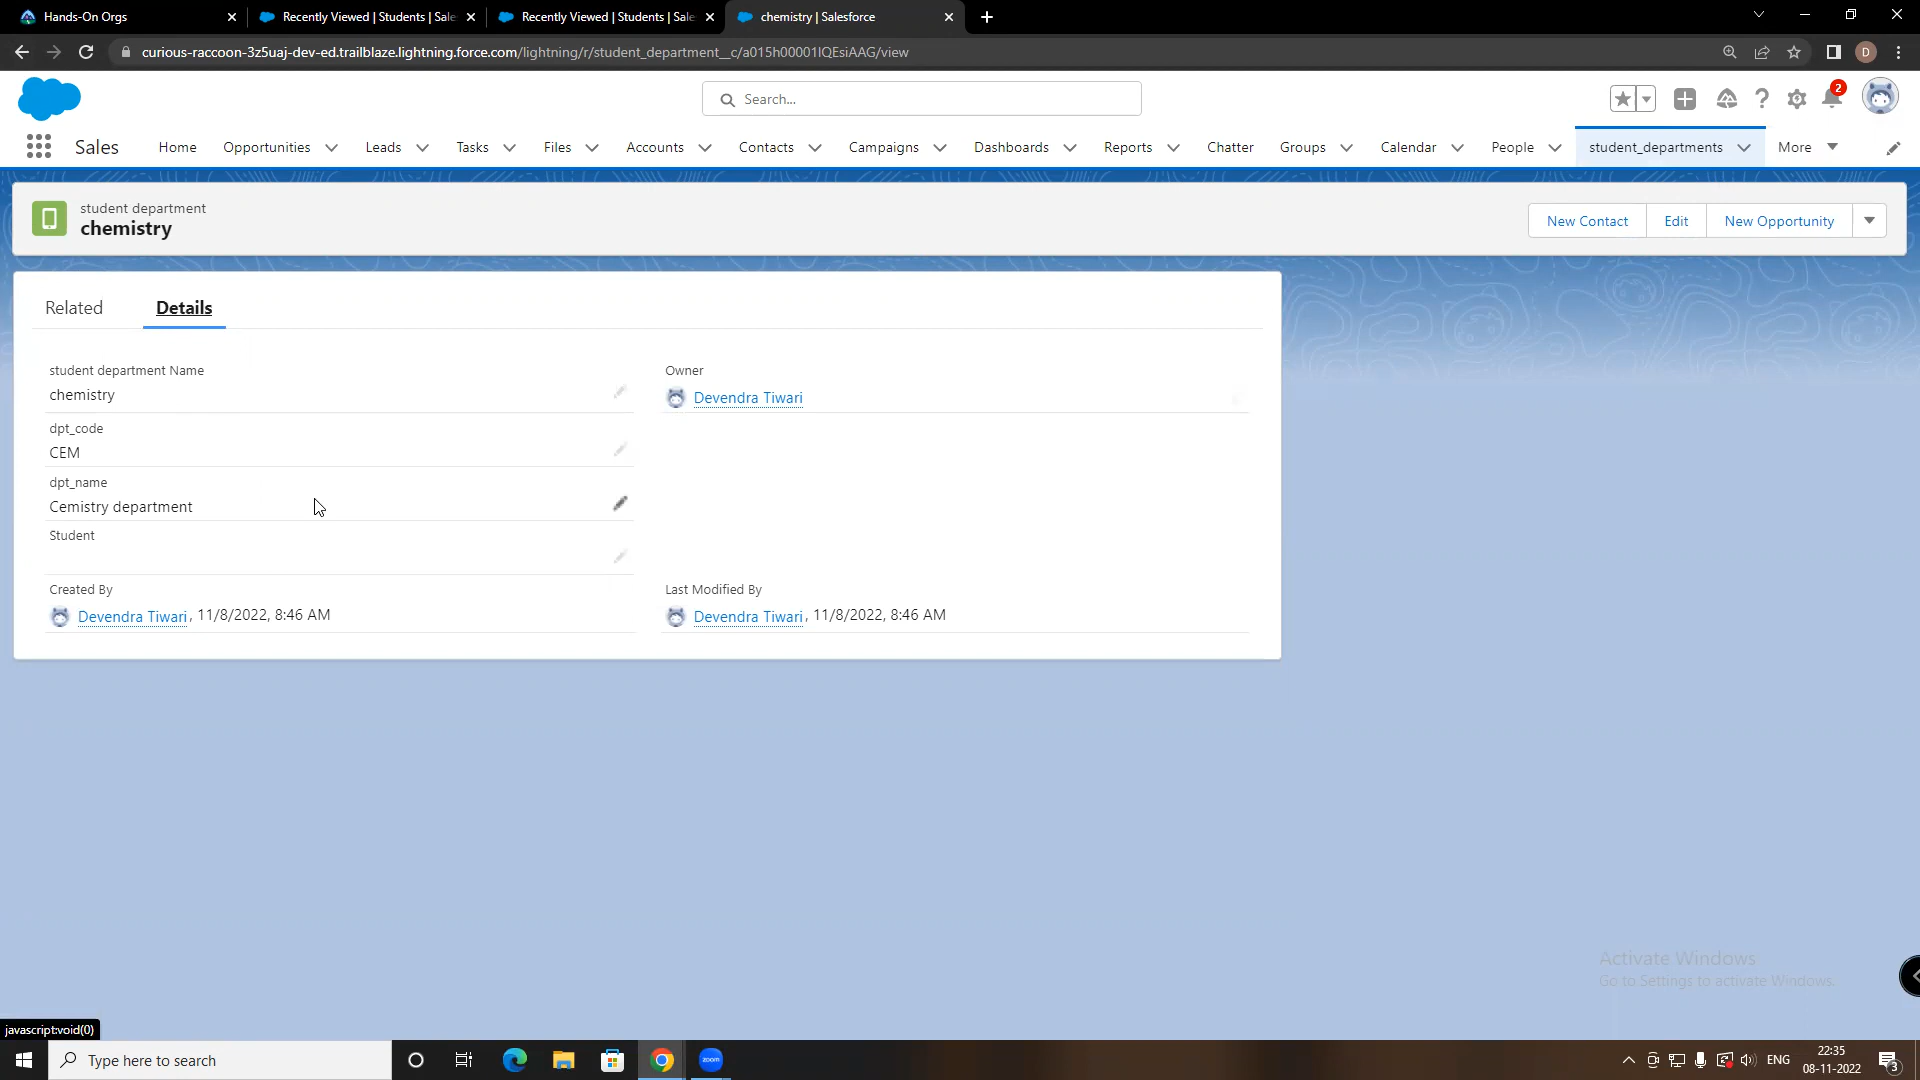 Hands-On Orgs
Recently Viewed | Students | Sale
Recently Viewed | Students | Sale
chemistry | Salesforce
curious-raccoon-3z5uaj-dev-ed.trailblaze.lightning.force.com/lightning/r/student_department__c/a015h00001IQEsiAAG/view
D
Search...
2
Sales
Home
Opportunities
Leads
Tasks
Files
Accounts
Contacts
Campaigns
Dashboards
Reports
Chatter
Groups
Calendar
People
student_departments
More
student department
chemistry
New Contact
Edit
New Opportunity
Related
Details
student department Name
chemistry
Owner
Devendra Tiwari
dpt_code
CEM
dpt_name
Cemistry department
Student
Created By
Devendra Tiwari, 11/8/2022, 8:46 AM
Last Modified By
Devendra Tiwari, 11/8/2022, 8:46 AM
Activate Windows
Go to Settings to activate Windows.
javascript:void(0)
Type here to search
zoom
ENG
22:35
08-11-2022
3